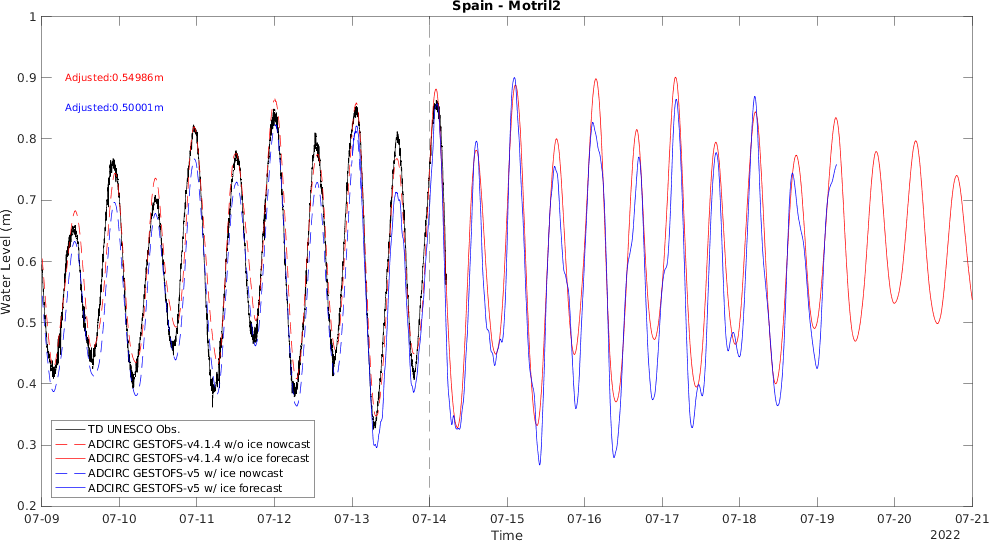 Spain - Motril2
1
0.9
0.8
0.7
0.6
0.5
0.4
0.3
0.2
Water Level (m)
Adjusted:0.54986m
Adjusted:0.50001m
TD UNESCO Obs.
ADCIRC GESTOFS-v4.1.4 w/o ice nowcast
ADCIRC GESTOFS-v4.1.4 w/o ice forecast
ADCIRC GESTOFS-v5 w/ ice nowcast
ADCIRC GESTOFS-v5 w/ ice forecast
07-09 07-10 07-11 07-12 07-13 07-14 07-15 07-16 07-17 07-18 07-19 07-20 07-21
Time
2022